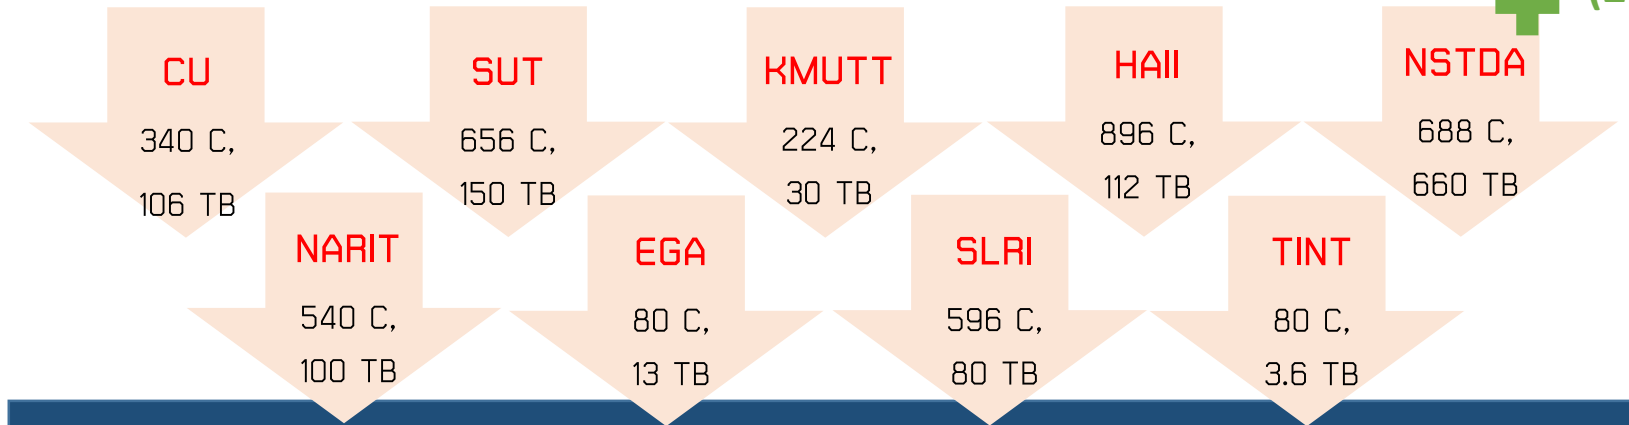 CU
340 C,
106 TB
SUT
656 C,
150 TB
KMUTT
224 C,
30 TB
HAII
896 C,
112 TB
NSTDA
688 C,
660 TB
NARIT
540 C,
100 TB
EGA
80 C,
13 TB
SLRI
596 C,
80 TB
TINT
80 C,
3.6 TB